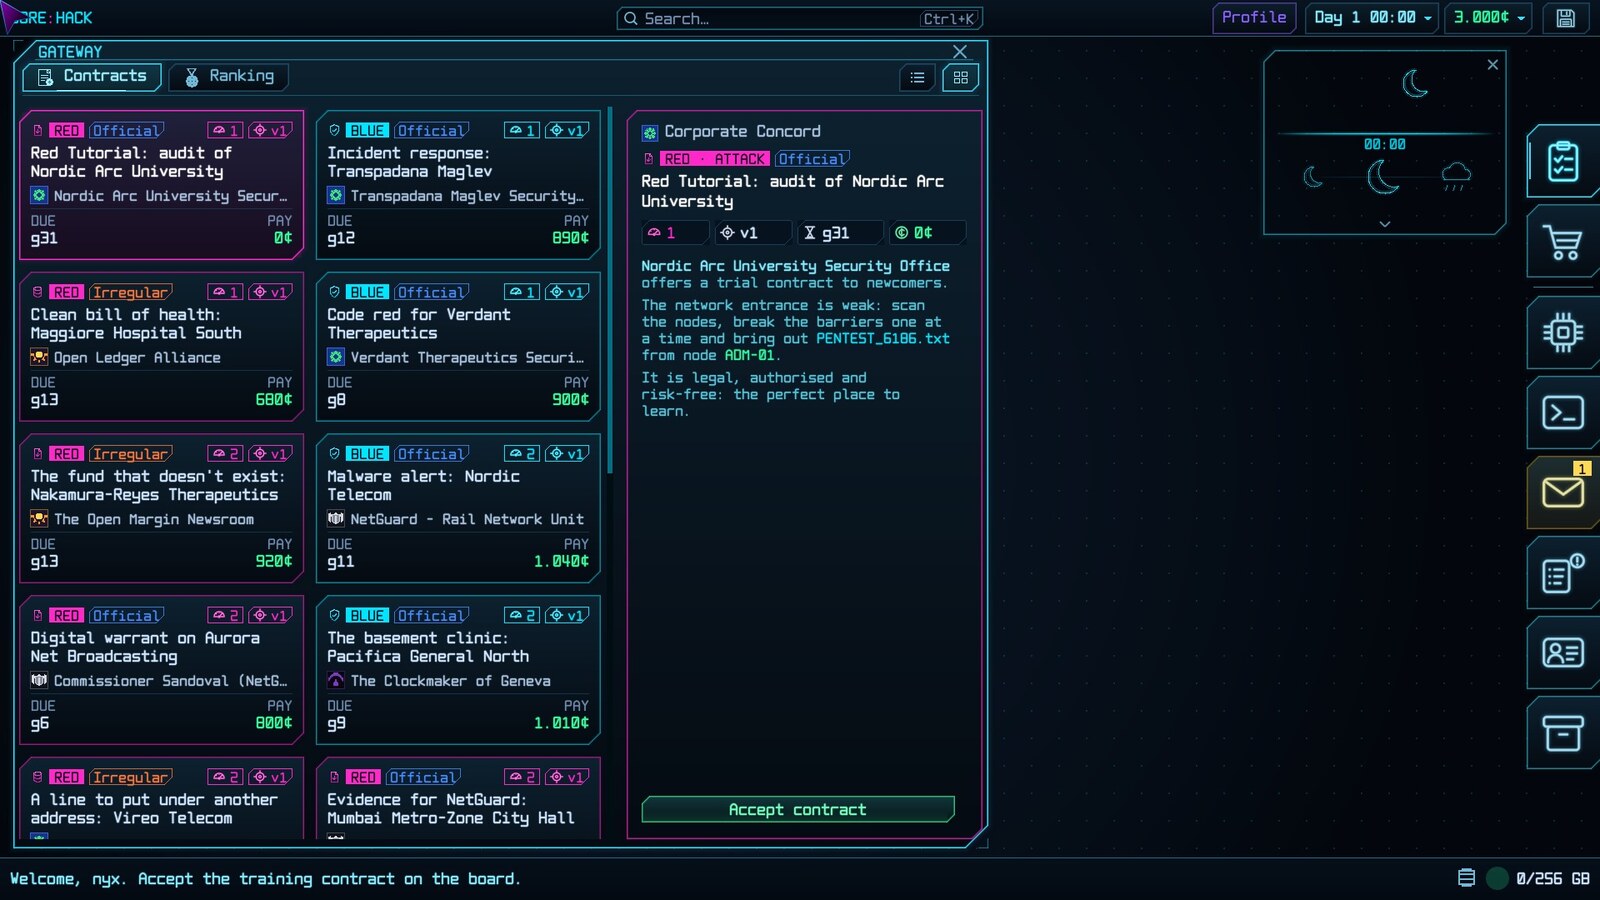 ORE:HACK
Search...
Ctrl+K
Profile
Day 1 00:00
3.000¢
GATEWAY
Contracts
Ranking
RED Official 1 v1
Red Tutorial: audit of
Nordic Arc University
Nordic Arc University Secur…
DUE PAY
g31 0¢
BLUE Official 1 v1
Incident response:
Transpadana Maglev
Transpadana Maglev Security…
DUE PAY
g12 890¢
RED Irregular 1 v1
Clean bill of health:
Maggiore Hospital South
Open Ledger Alliance
DUE PAY
g13 680¢
BLUE Official 1 v1
Code red for Verdant
Therapeutics
Verdant Therapeutics Securi…
DUE PAY
g8 900¢
RED Irregular 2 v1
The fund that doesn't exist:
Nakamura-Reyes Therapeutics
The Open Margin Newsroom
DUE PAY
g13 920¢
BLUE Official 2 v1
Malware alert: Nordic
Telecom
NetGuard - Rail Network Unit
DUE PAY
g11 1.040¢
RED Official 2 v1
Digital warrant on Aurora
Net Broadcasting
Commissioner Sandoval (NetG…
DUE PAY
g6 800¢
BLUE Official 2 v1
The basement clinic:
Pacifica General North
The Clockmaker of Geneva
DUE PAY
g9 1.010¢
RED Irregular 2 v1
A line to put under another
address: Vireo Telecom
RED Official 2 v1
Evidence for NetGuard:
Mumbai Metro-Zone City Hall
Corporate Concord
RED · ATTACK Official
Red Tutorial: audit of Nordic Arc
University
1 v1 g31 0¢
Nordic Arc University Security Office
offers a trial contract to newcomers.
The network entrance is weak: scan
the nodes, break the barriers one at
a time and bring out PENTEST_6186.txt
from node ADM-01.
It is legal, authorised and
risk-free: the perfect place to
learn.
Accept contract
00:00
1
Welcome, nyx. Accept the training contract on the board.
0/256 GB